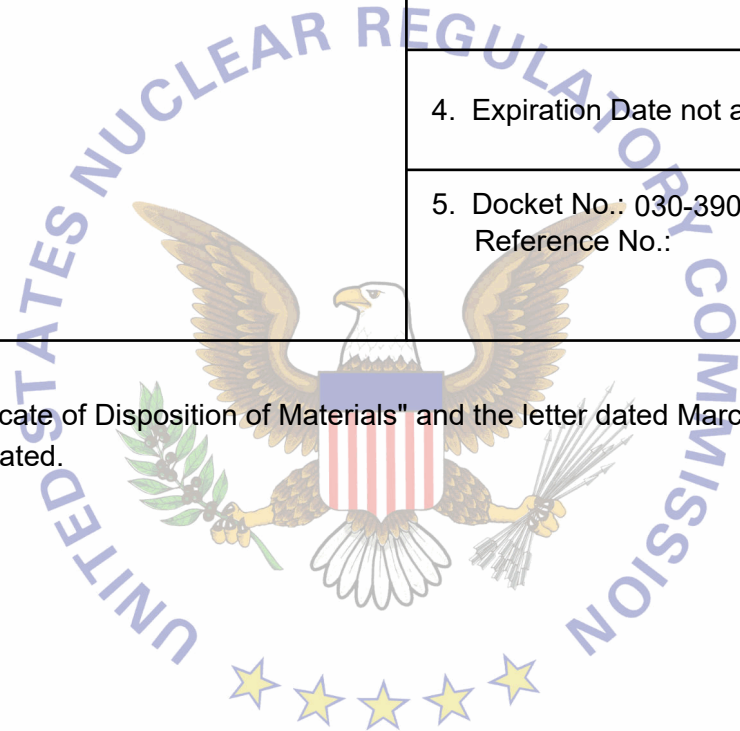 UNITED STATES NUCLEAR REGULATORY COMMISSION
4. Expiration Date not a
5. Docket No.: 030-390
Reference No.:
cate of Disposition of Materials" and the letter dated Marc
ated.